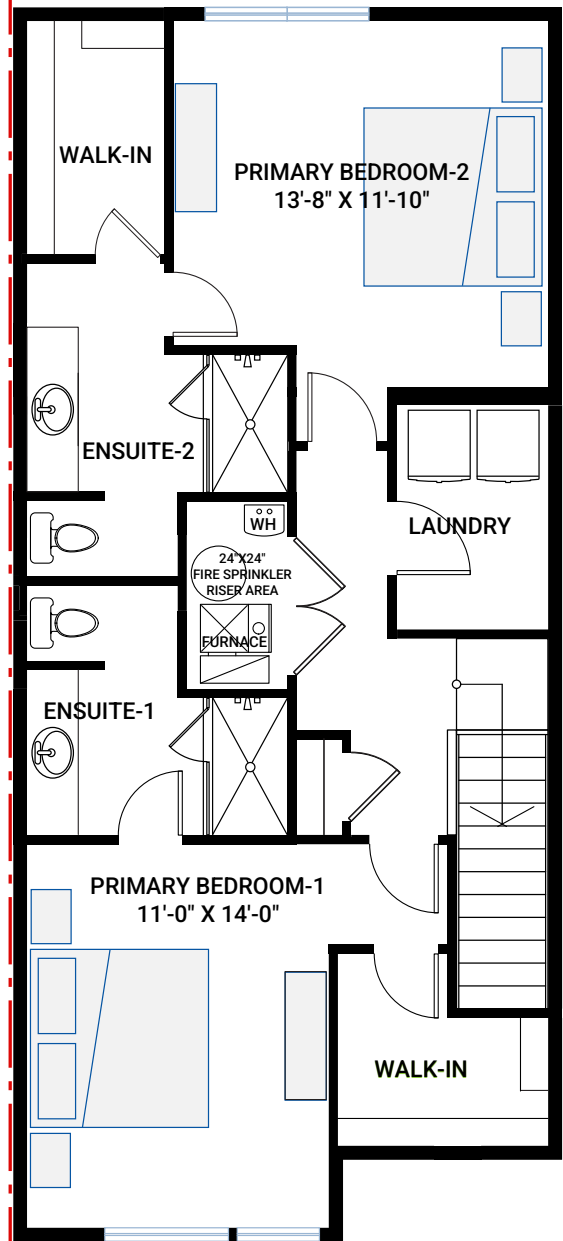 WALK-IN
PRIMARY BEDROOM-2
13'-8" X 11'-10"
ENSUITE-2
WH
LAUNDRY
24"X24"
FIRE SPRINKLER
RISER AREA
FURNACE
ENSUITE-1
PRIMARY BEDROOM-1
11'-0" X 14'-0"
WALK-IN